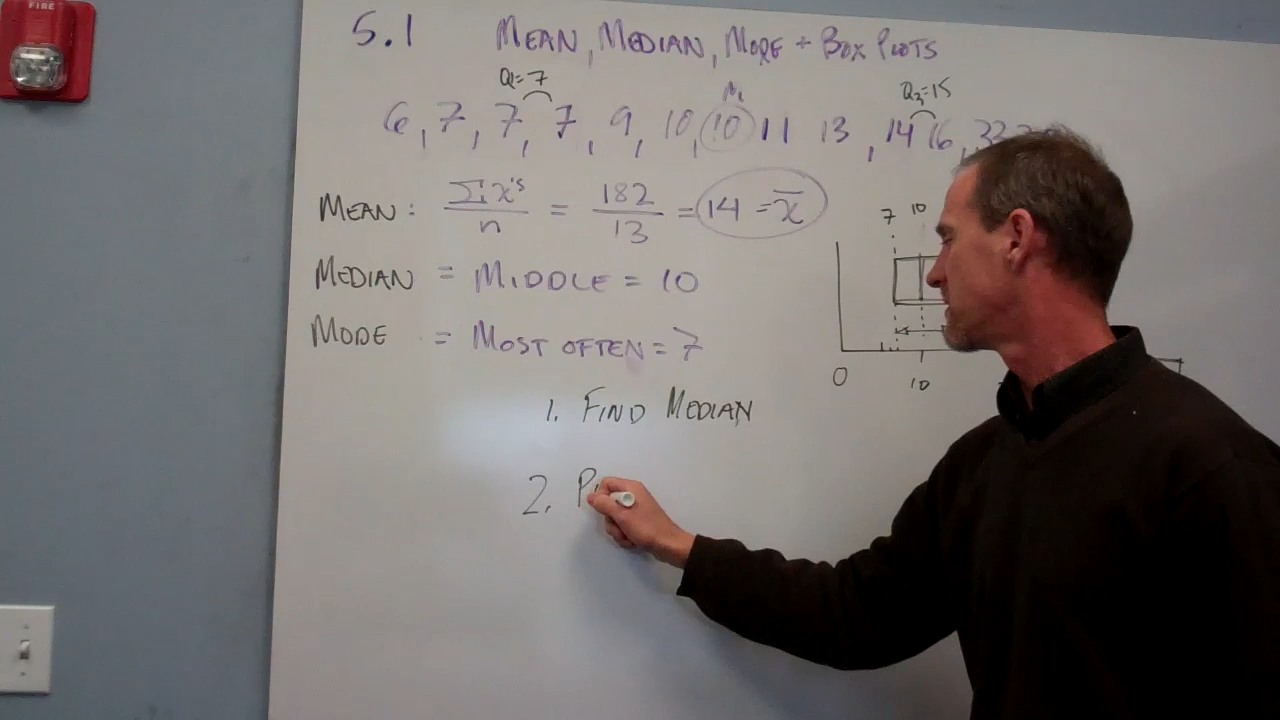 FIRE
5.1 MEAN, MEDIAN, MODE + BOX PLOTS
Q1=7 M Q3=15
6, 7, 7, 7, 9, 10, 10 11 13, 14 16, 33
MEAN: Σx's / n = 182 / 13 = 14 = x̄
7 10
MEDIAN = MIDDLE = 10
MODE = MOST OFTEN = 7
0 10
1. FIND MEDIAN
2. P